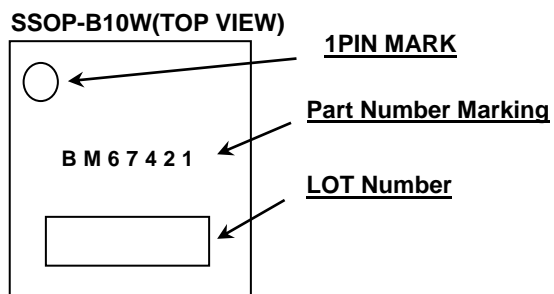 SSOP-B10W(TOP VIEW)
1PIN MARK
Part Number Marking
B M 6 7 4 2 1
LOT Number